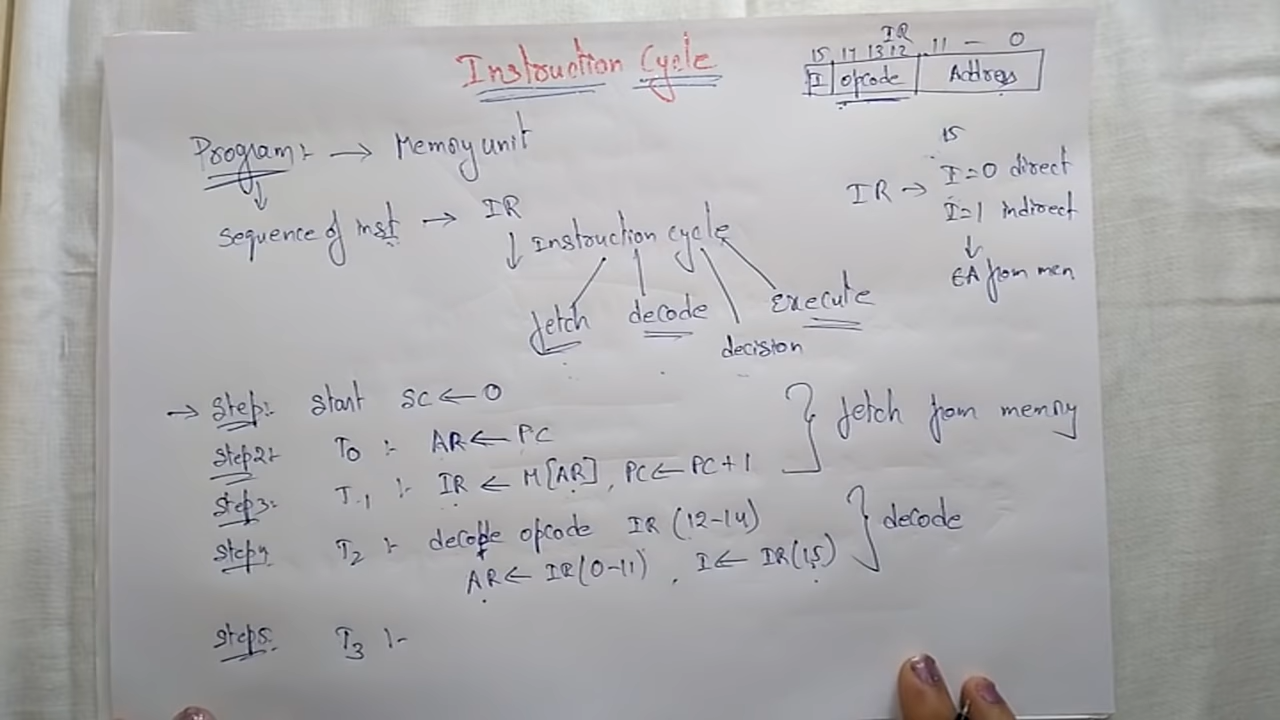 Instruction Cycle
IR
15 14 13 12 11 - 0
I opcode Address
Program :- → Memory unit
↓
sequence of inst → IR
↓ Instruction cycle
fetch decode decision execute
15
IR → I=0 direct
I=1 indirect
↓
EA from mem
→ Step:- start SC ← 0
Step2:- T0 :- AR ← PC
Step3:- T1 :- IR ← M[AR], PC ← PC+1
} fetch from memory
Step4 T2 :- decode opcode IR (12-14)
AR ← IR(0-11), I ← IR(15)
} decode
Step5:- T3 :-